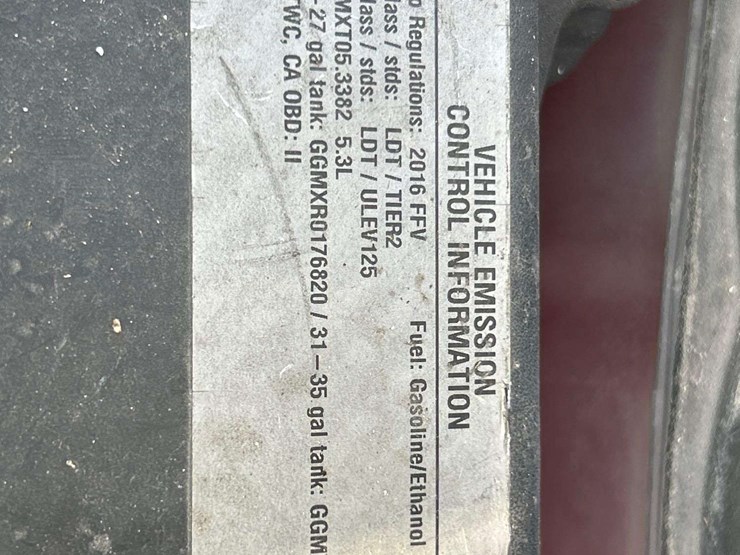 VEHICLE EMISSION
CONTROL INFORMATION
Regulations: 2016 FFV Fuel: Gasoline/Ethanol
lass / stds: LDT / TIER2
lass / stds: LDT / ULEV125
MXT05.3382 5.3L
-27 gal tank: GGMXR0176820 / 31-35 gal tank: GGM
WC, CA OBD: II